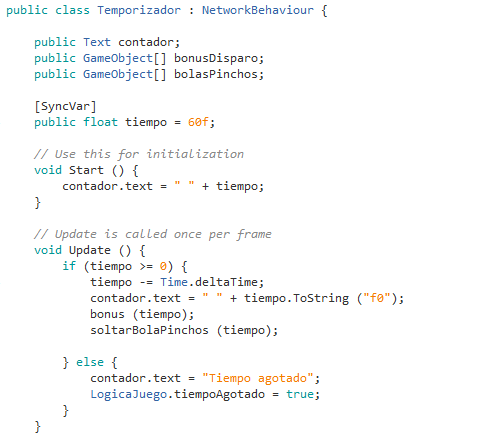 public class Temporizador : NetworkBehaviour {
public Text contador;
public GameObject[] bonusDisparo;
public GameObject[] bolasPinchos;
[SyncVar]
public float tiempo = 60f;
// Use this for initialization
void Start () {
contador.text = " " + tiempo;
}
// Update is called once per frame
void Update () {
if (tiempo >= 0) {
tiempo -= Time.deltaTime;
contador.text = " " + tiempo.ToString ("f0");
bonus (tiempo);
soltarBolaPinchos (tiempo);
} else {
contador.text = "Tiempo agotado";
LogicaJuego.tiempoAgotado = true;
}
}